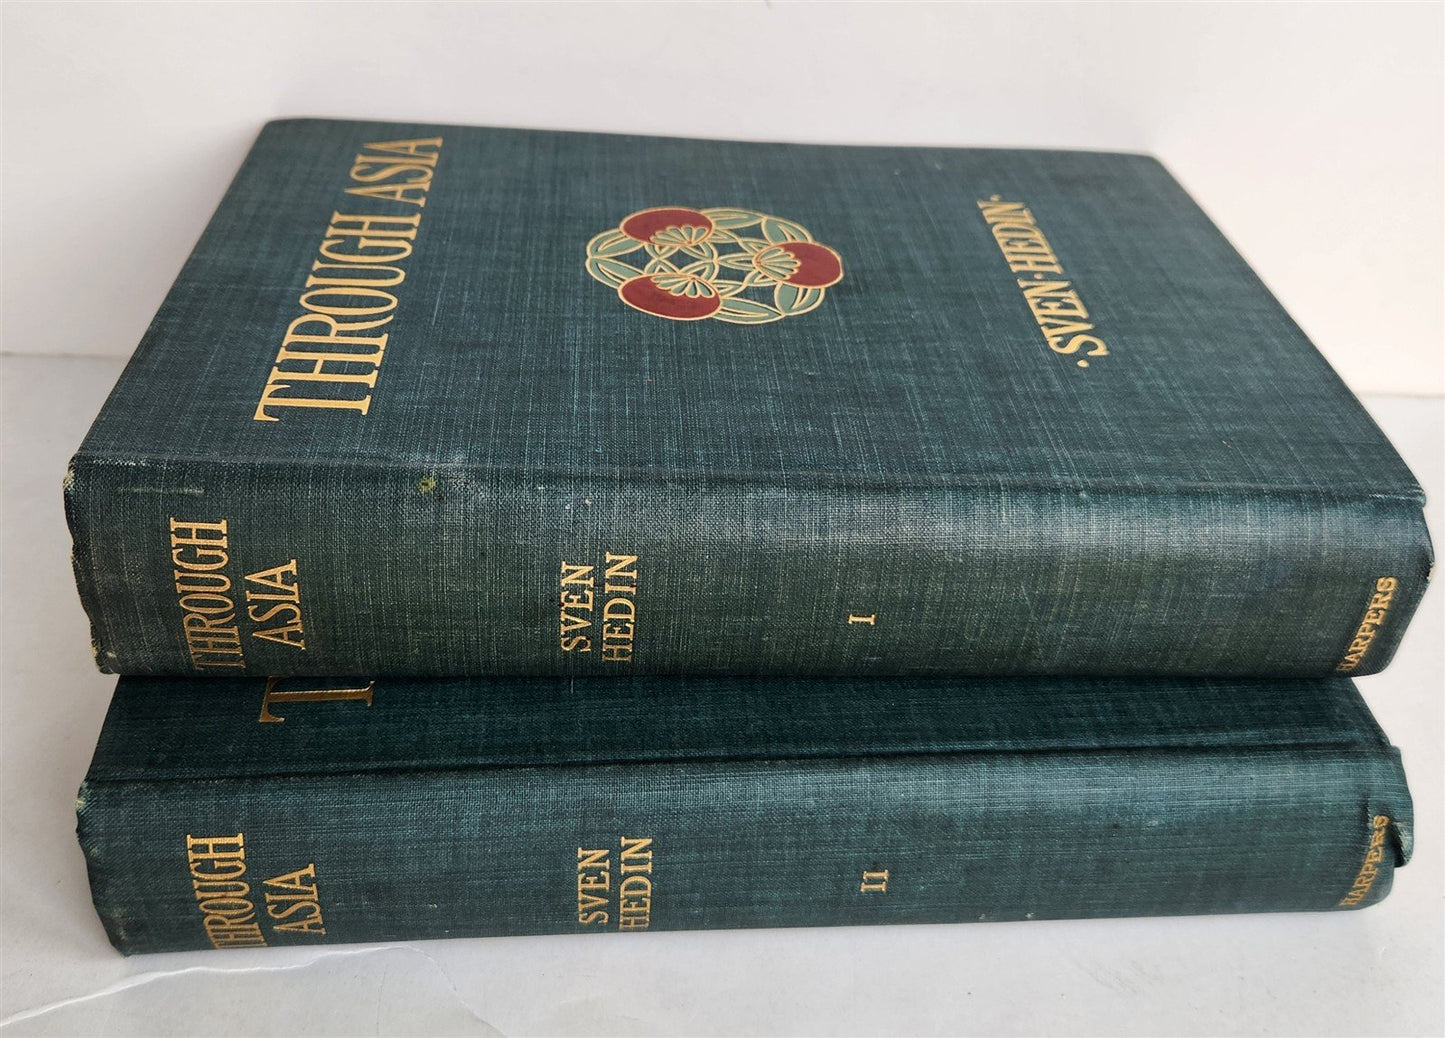 THROUGH ASIA
·SVEN·HEDIN·
THROUGH
ASIA
SVEN
HEDIN
I
HARPERS
T
THROUGH
ASIA
SVEN
HEDIN
II
HARPERS